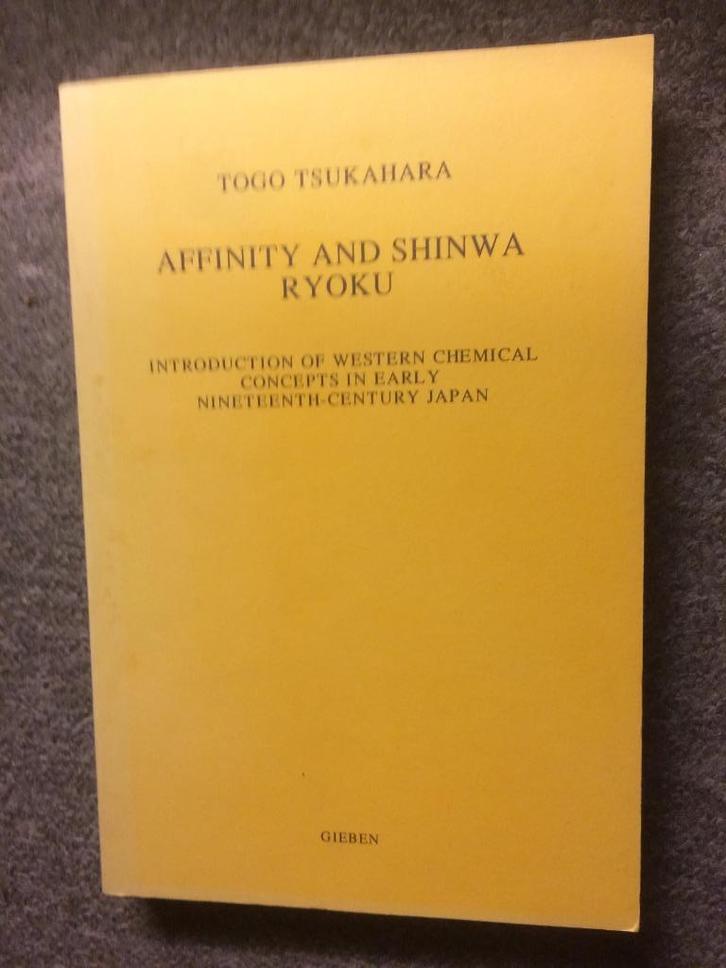 TOGO TSUKAHARA
AFFINITY AND SHINWA
RYOKU
INTRODUCTION OF WESTERN CHEMICAL
CONCEPTS IN EARLY
NINETEENTH-CENTURY JAPAN
GIEBEN